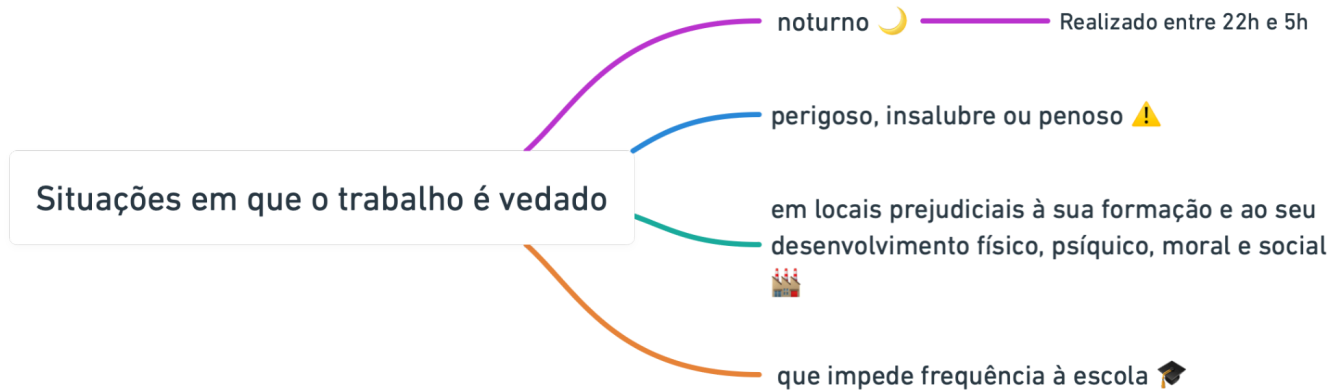 noturno 🌙
Realizado entre 22h e 5h
perigoso, insalubre ou penoso ⚠️
Situações em que o trabalho é vedado
em locais prejudiciais à sua formação e ao seu
desenvolvimento físico, psíquico, moral e social
🏭
que impede frequência à escola 🎓